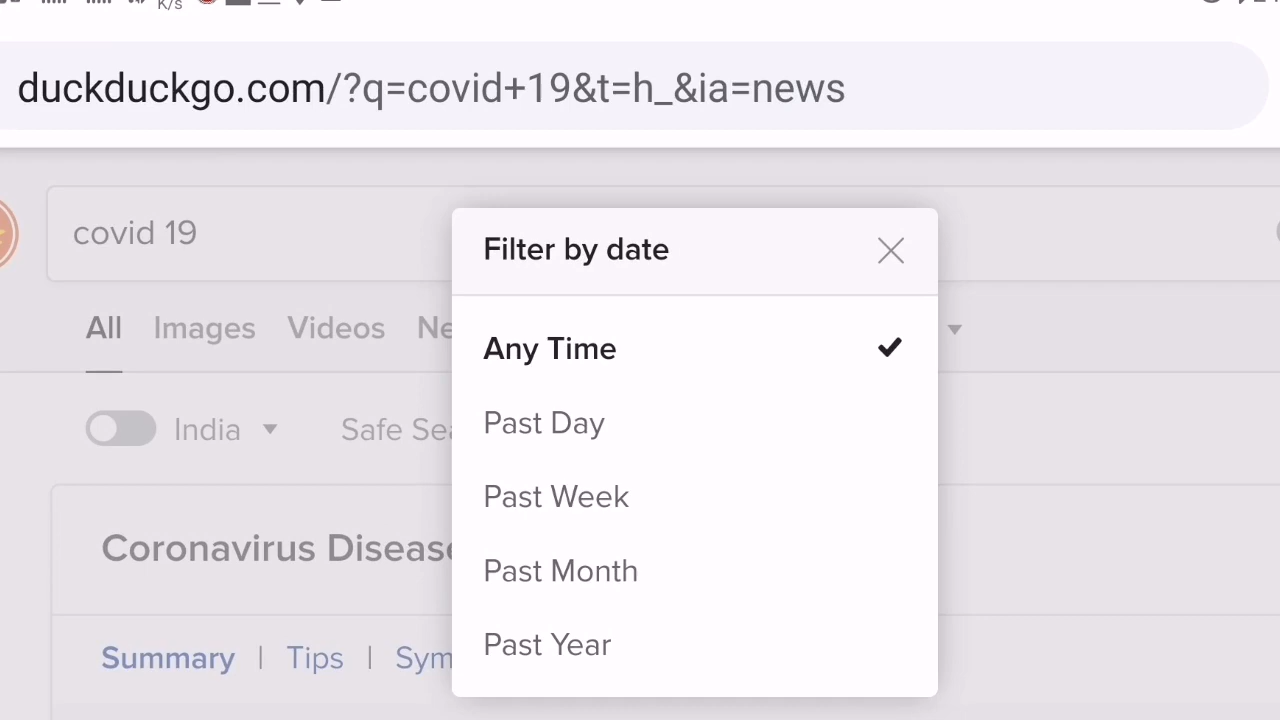 K/s
duckduckgo.com/?q=covid+19&t=h_&ia=news
covid 19
Filter by date
All Images Videos Ne
Any Time
Past Day
India Safe Sea
Past Week
Coronavirus Disease
Past Month
Past Year
Summary | Tips | Sym